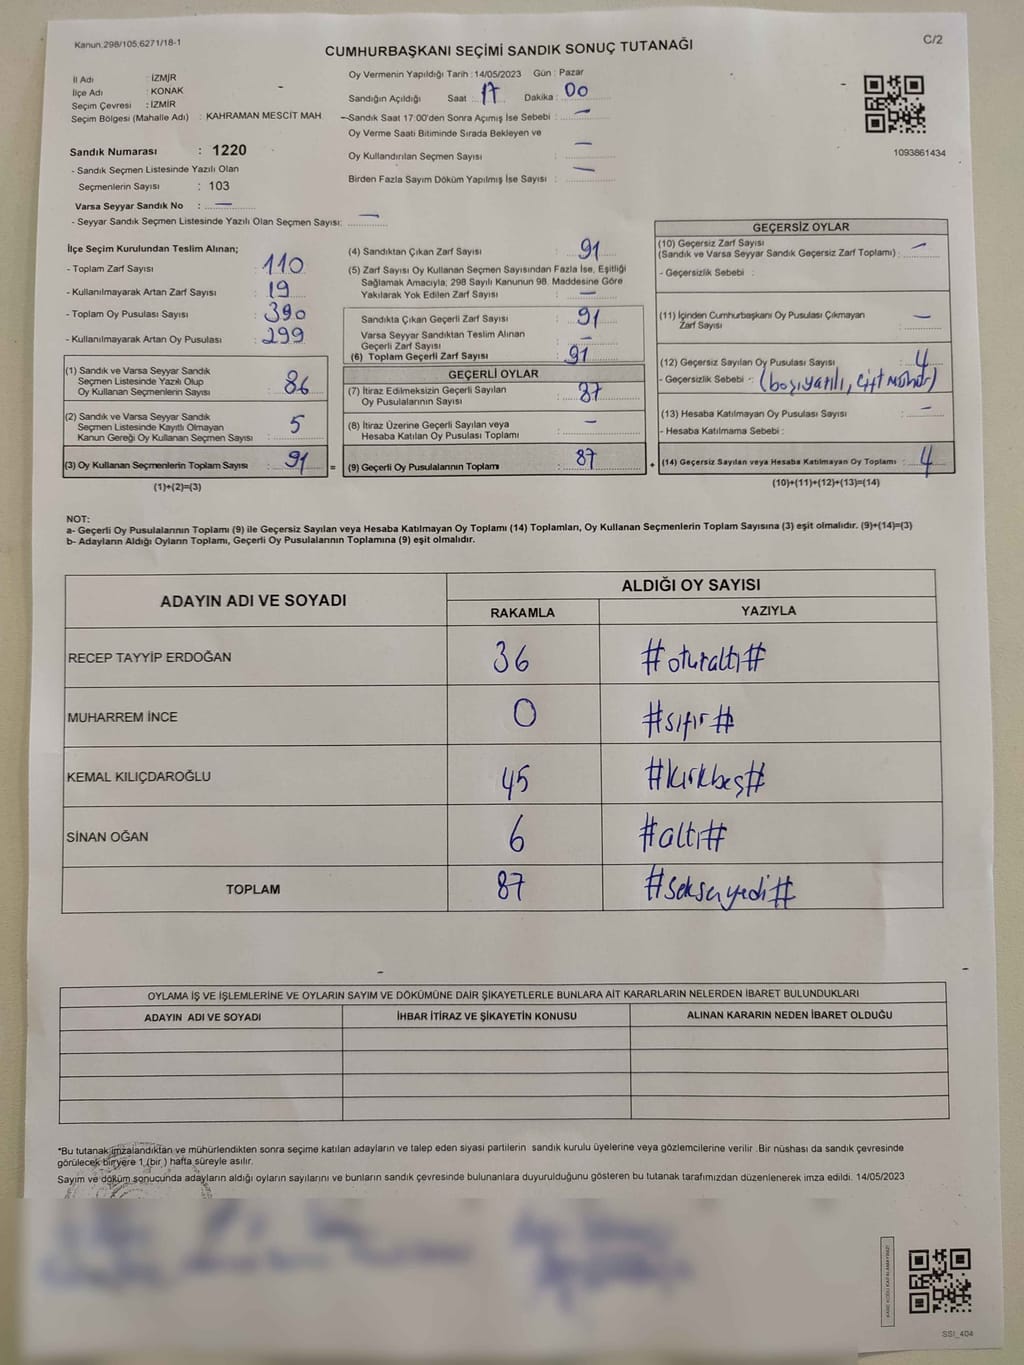 Kanun.298/105;6271/18-1
C/2
CUMHURBAŞKANI SEÇİMİ SANDIK SONUÇ TUTANAĞI
İl Adı : İZMİR
İlçe Adı : KONAK
Seçim Çevresi : İZMİR
Seçim Bölgesi (Mahalle Adı) : KAHRAMAN MESCİT MAH
Sandık Numarası : 1220
- Sandık Seçmen Listesinde Yazılı Olan
Seçmenlerin Sayısı : 103
Varsa Seyyar Sandık No : —
- Seyyar Sandık Seçmen Listesinde Yazılı Olan Seçmen Sayısı: —
Oy Vermenin Yapıldığı Tarih : 14/05/2023 Gün : Pazar
Sandığın Açıldığı Saat : 17 Dakika : 00
Sandık Saat 17:00'den Sonra Açımış İse Sebebi : —
Oy Verme Saati Bitiminde Sırada Bekleyen ve
Oy Kullandırılan Seçmen Sayısı : —
Birden Fazla Sayım Döküm Yapılmış İse Sayısı : —
1093861434
İlçe Seçim Kurulundan Teslim Alınan;
- Toplam Zarf Sayısı : 110
- Kullanılmayarak Artan Zarf Sayısı : 19
- Toplam Oy Pusulası Sayısı : 390
- Kullanılmayarak Artan Oy Pusulası : 299
(1) Sandık ve Varsa Seyyar Sandık
Seçmen Listesinde Yazılı Olup
Oy Kullanan Seçmenlerin Sayısı : 86
(2) Sandık ve Varsa Seyyar Sandık
Seçmen Listesinde Kayıtlı Olmayan
Kanun Gereği Oy Kullanan Seçmen Sayısı : 5
(3) Oy Kullanan Seçmenlerin Toplam Sayısı : 91 =
(1)+(2)=(3)
(4) Sandıktan Çıkan Zarf Sayısı : 91
(5) Zarf Sayısı Oy Kullanan Seçmen Sayısından Fazla İse, Eşitliği
Sağlamak Amacıyla; 298 Sayılı Kanunun 98. Maddesine Göre
Yakılarak Yok Edilen Zarf Sayısı : —
Sandıkta Çıkan Geçerli Zarf Sayısı : 91
Varsa Seyyar Sandıktan Teslim Alınan
Geçerli Zarf Sayısı : —
(6) Toplam Geçerli Zarf Sayısı : 91
GEÇERLİ OYLAR
(7) İtiraz Edilmeksizin Geçerli Sayılan
Oy Pusulalarının Sayısı : 87
(8) İtiraz Üzerine Geçerli Sayılan veya
Hesaba Katılan Oy Pusulası Toplamı : —
(9) Geçerli Oy Pusulalarının Toplamı : 87 +
GEÇERSİZ OYLAR
(10) Geçersiz Zarf Sayısı
(Sandık ve Varsa Seyyar Sandık Geçersiz Zarf Toplamı) : —
- Geçersizlik Sebebi :
(11) İçinden Cumhurbaşkanı Oy Pusulası Çıkmayan
Zarf Sayısı : —
(12) Geçersiz Sayılan Oy Pusulası Sayısı : 4
- Geçersizlik Sebebi : (boş, çift mühür)
(13) Hesaba Katılmayan Oy Pusulası Sayısı : —
- Hesaba Katılmama Sebebi :
(14) Geçersiz Sayılan veya Hesaba Katılmayan Oy Toplamı : 4
(10)+(11)+(12)+(13)=(14)
NOT:
a- Geçerli Oy Pusulalarının Toplamı (9) ile Geçersiz Sayılan veya Hesaba Katılmayan Oy Toplamı (14) Toplamları, Oy Kullanan Seçmenlerin Toplam Sayısına (3) eşit olmalıdır. (9)+(14)=(3)
b- Adayların Aldığı Oyların Toplamı, Geçerli Oy Pusulalarının Toplamına (9) eşit olmalıdır.
ADAYIN ADI VE SOYADI ALDIĞI OY SAYISI
RAKAMLA YAZIYLA
RECEP TAYYİP ERDOĞAN 36 #oturaltı#
MUHARREM İNCE 0 #sıfır#
KEMAL KILIÇDAROĞLU 45 #kırkbeş#
SİNAN OĞAN 6 #altı#
TOPLAM 87 #seksenyedi#
OYLAMA İŞ VE İŞLEMLERİNE VE OYLARIN SAYIM VE DÖKÜMÜNE DAİR ŞİKAYETLERLE BUNLARA AİT KARARLARIN NELERDEN İBARET BULUNDUKLARI
ADAYIN ADI VE SOYADI İHBAR İTİRAZ VE ŞİKAYETİN KONUSU ALINAN KARARIN NEDEN İBARET OLDUĞU
*Bu tutanak imzalandıktan ve mühürlendikten sonra seçime katılan adayların ve talep eden siyasi partilerin sandık kurulu üyelerine veya gözlemcilerine verilir. Bir nüshası da sandık çevresinde
görülecek bir yere 1 (bir ) hafta süreyle asılır.
Sayım ve döküm sonucunda adayların aldığı oyların sayılarını ve bunların sandık çevresinde bulunanlara duyurulduğunu gösteren bu tutanak tarafımızdan düzenlenerek imza edildi. 14/05/2023
SSI_404